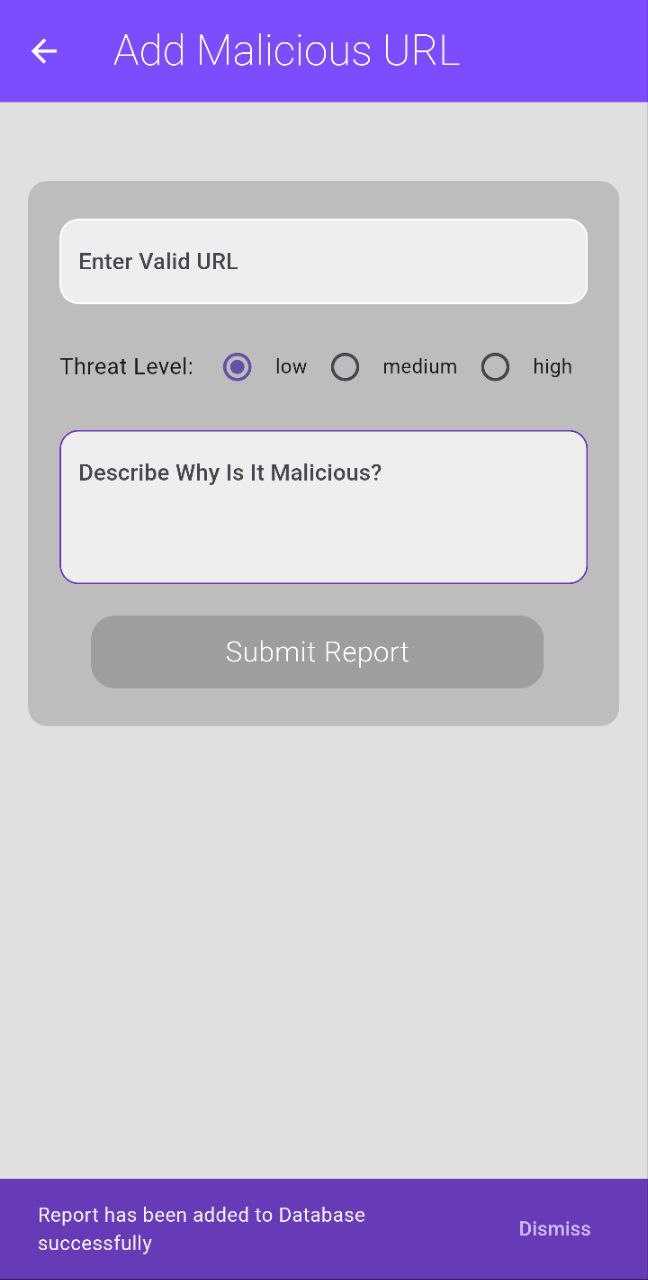 Add Malicious URL
Enter Valid URL
Threat Level: low medium high
Describe Why Is It Malicious?
Submit Report
Report has been added to Database
successfully
Dismiss